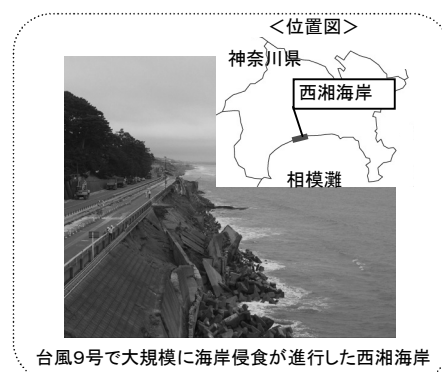 ＜位置図＞
神奈川県
西湘海岸
相模灘
台風９号で大規模に海岸侵食が進行した西湘海岸